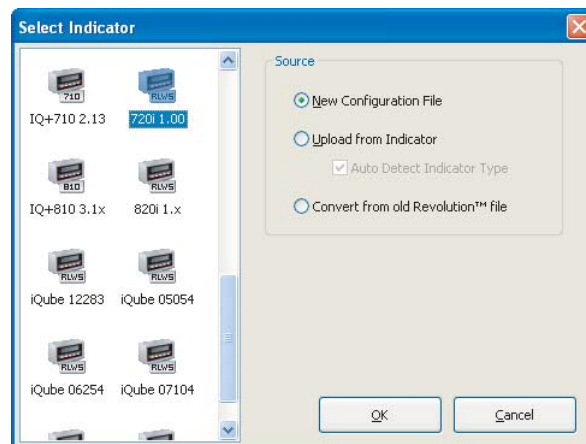 Select Indicator
710
RLWS
IQ+710 2.13
720i 1.00
810
RLWS
IQ+810 3.1x
820i 1.x
RLWS
RLWS
iQube 12283
iQube 05054
RLWS
RLWS
iQube 06254
iQube 07104
Source
New Configuration File
Upload from Indicator
Auto Detect Indicator Type
Convert from old Revolution™ file
OK
Cancel